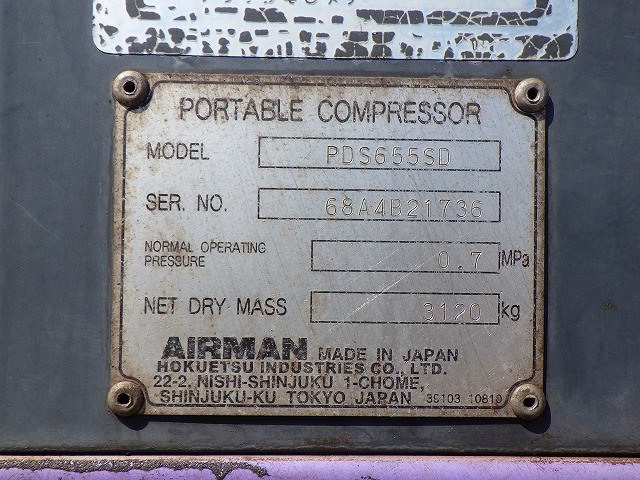 PORTABLE COMPRESSOR
MODEL PDS655SD
SER. NO. 68A4B21736
NORMAL OPERATING
PRESSURE 0.7 MPa
NET DRY MASS 3120 kg
AIRMAN MADE IN JAPAN
HOKUETSU INDUSTRIES CO., LTD.
22-2, NISHI-SHINJUKU 1-CHOME,
SHINJUKU-KU TOKYO JAPAN 39103 10810